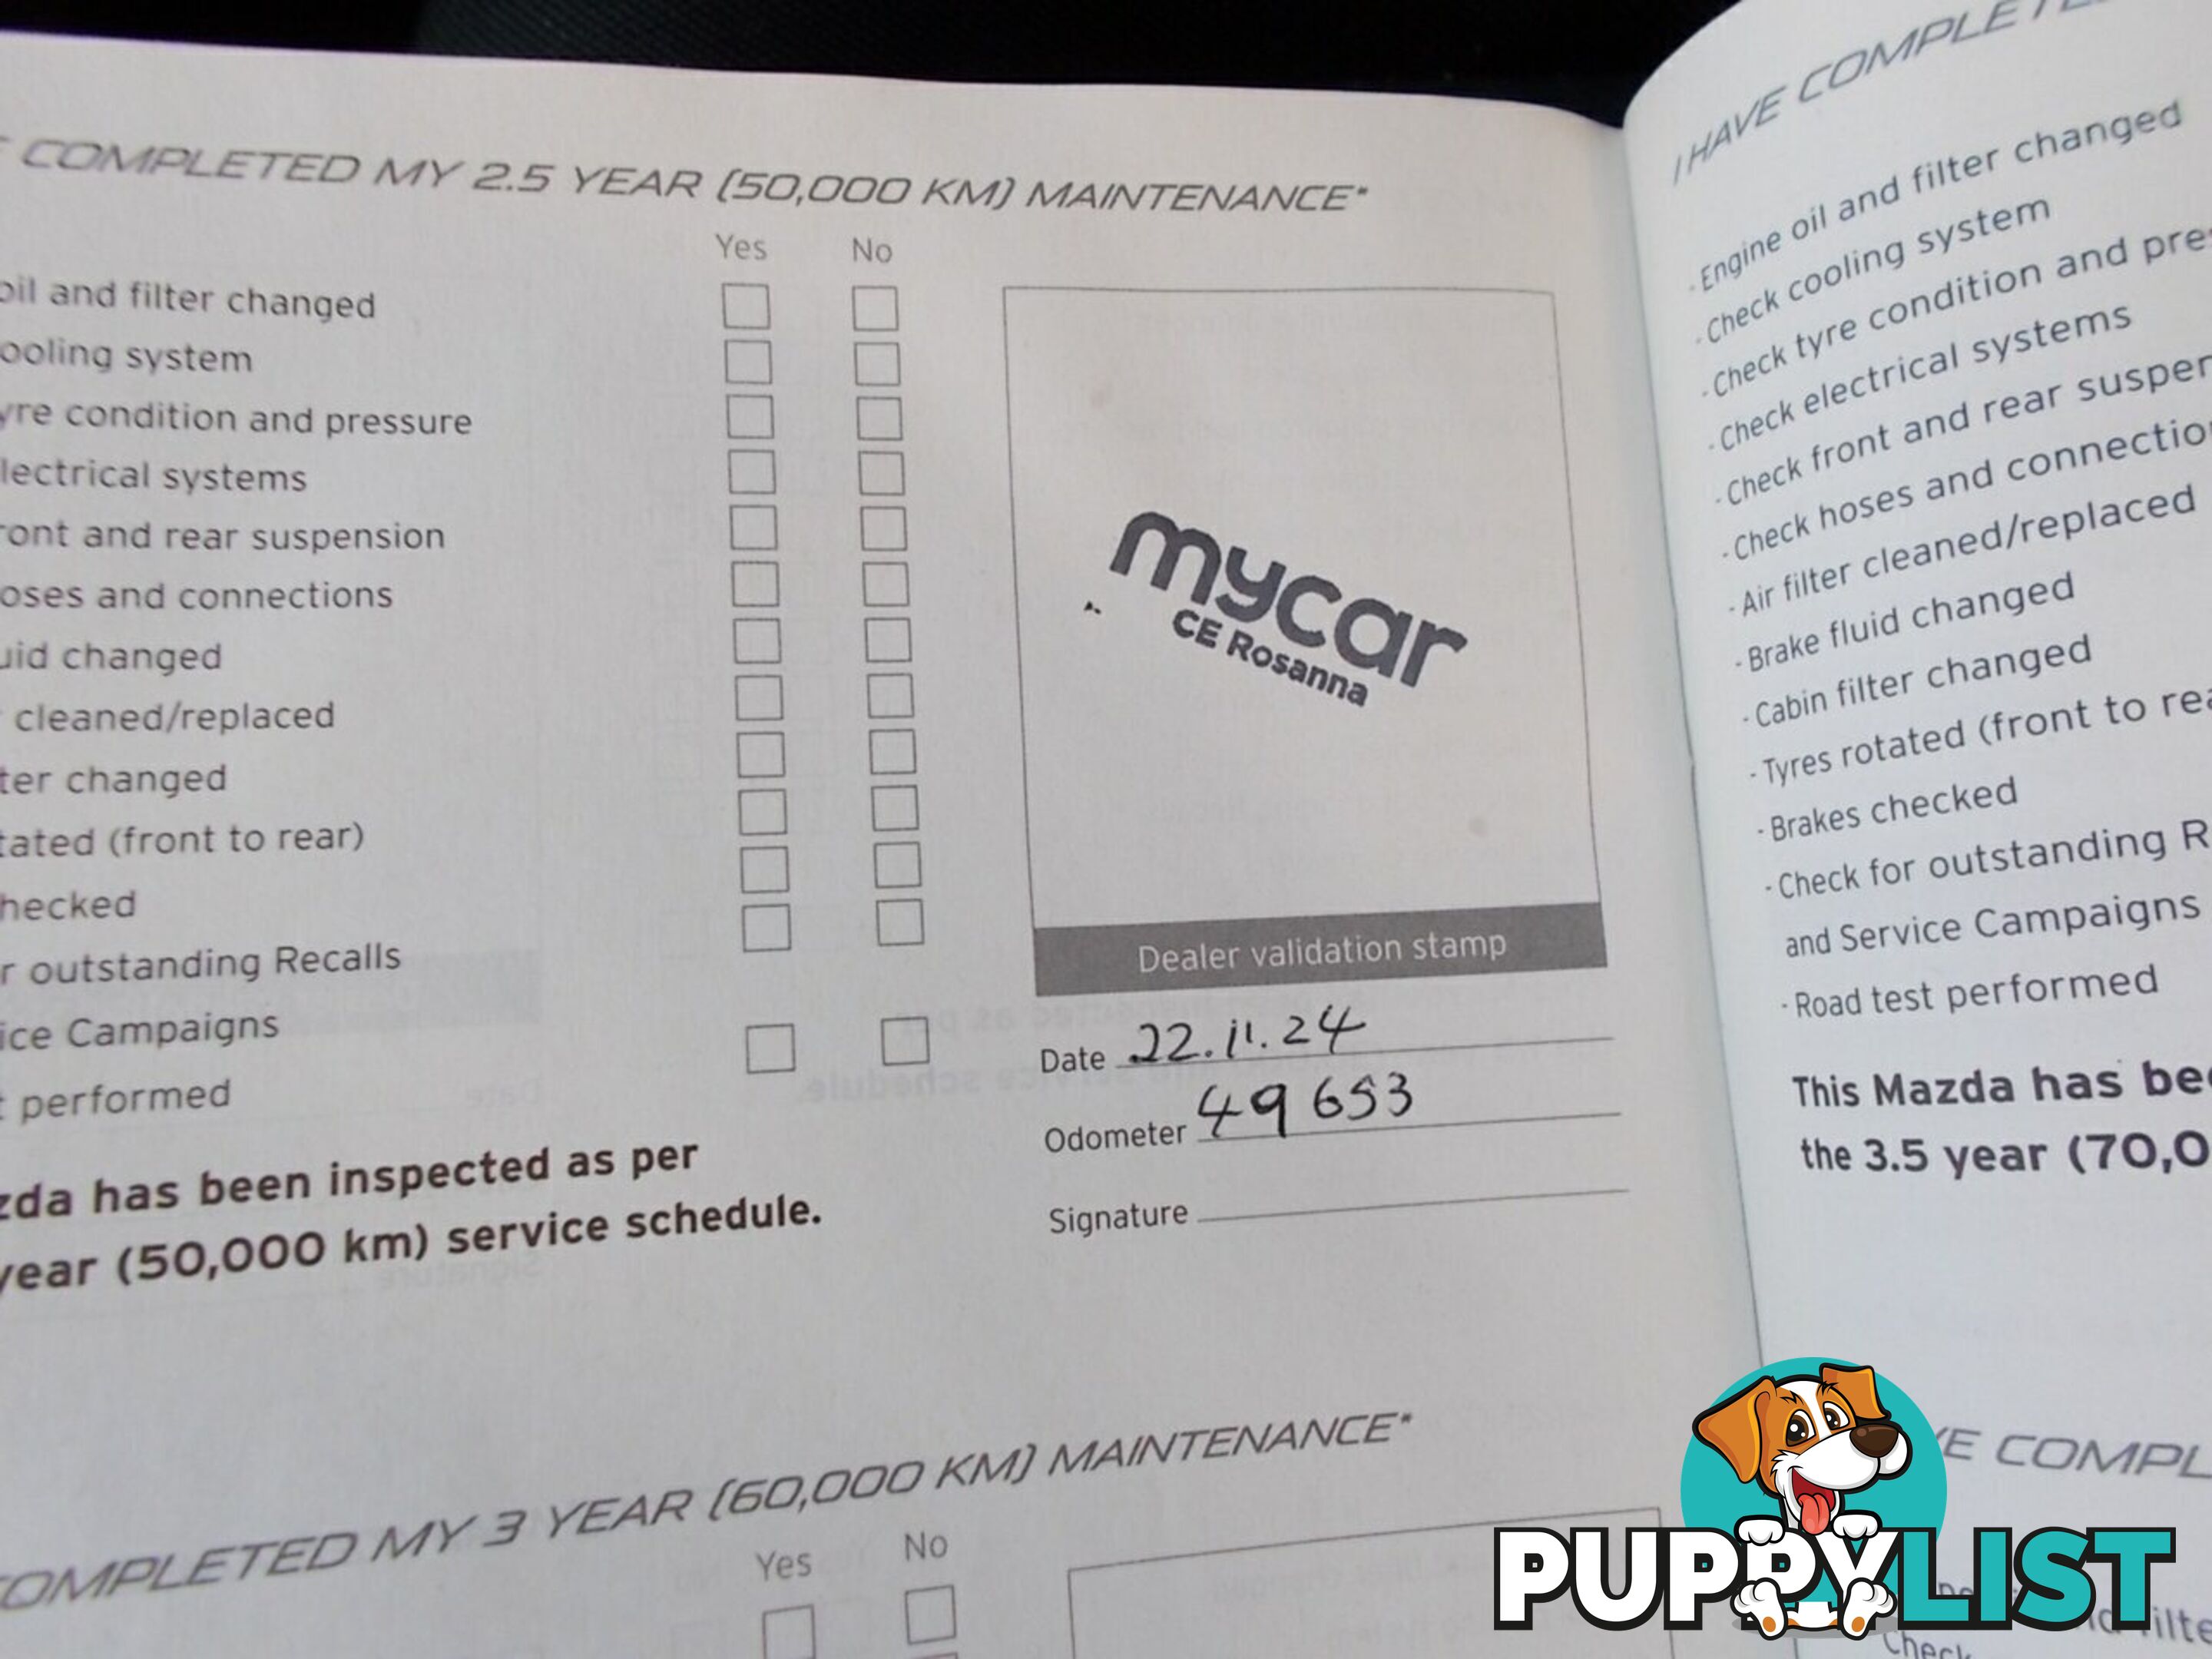 COMPLETED MY 2.5 YEAR (50,000 KM) MAINTENANCE*
Yes No
oil and filter changed
ooling system
yre condition and pressure
lectrical systems
ront and rear suspension
oses and connections
uid changed
cleaned/replaced
ter changed
tated (front to rear)
hecked
r outstanding Recalls
ice Campaigns
t performed
zda has been inspected as per
year (50,000 km) service schedule.
mycar
CE Rosanna
Dealer validation stamp
Date 22.11.24
Odometer 49653
Signature
COMPLETED MY 3 YEAR (60,000 KM) MAINTENANCE*
Yes No
I HAVE COMPLETE
· Engine oil and filter changed
· Check cooling system
· Check tyre condition and pre
· Check electrical systems
· Check front and rear suspen
· Check hoses and connectio
· Air filter cleaned/replaced
· Brake fluid changed
· Cabin filter changed
· Tyres rotated (front to rea
· Brakes checked
· Check for outstanding R
and Service Campaigns
· Road test performed
This Mazda has bee
the 3.5 year (70,0
VE COMPL
Check
PUPPYLIST